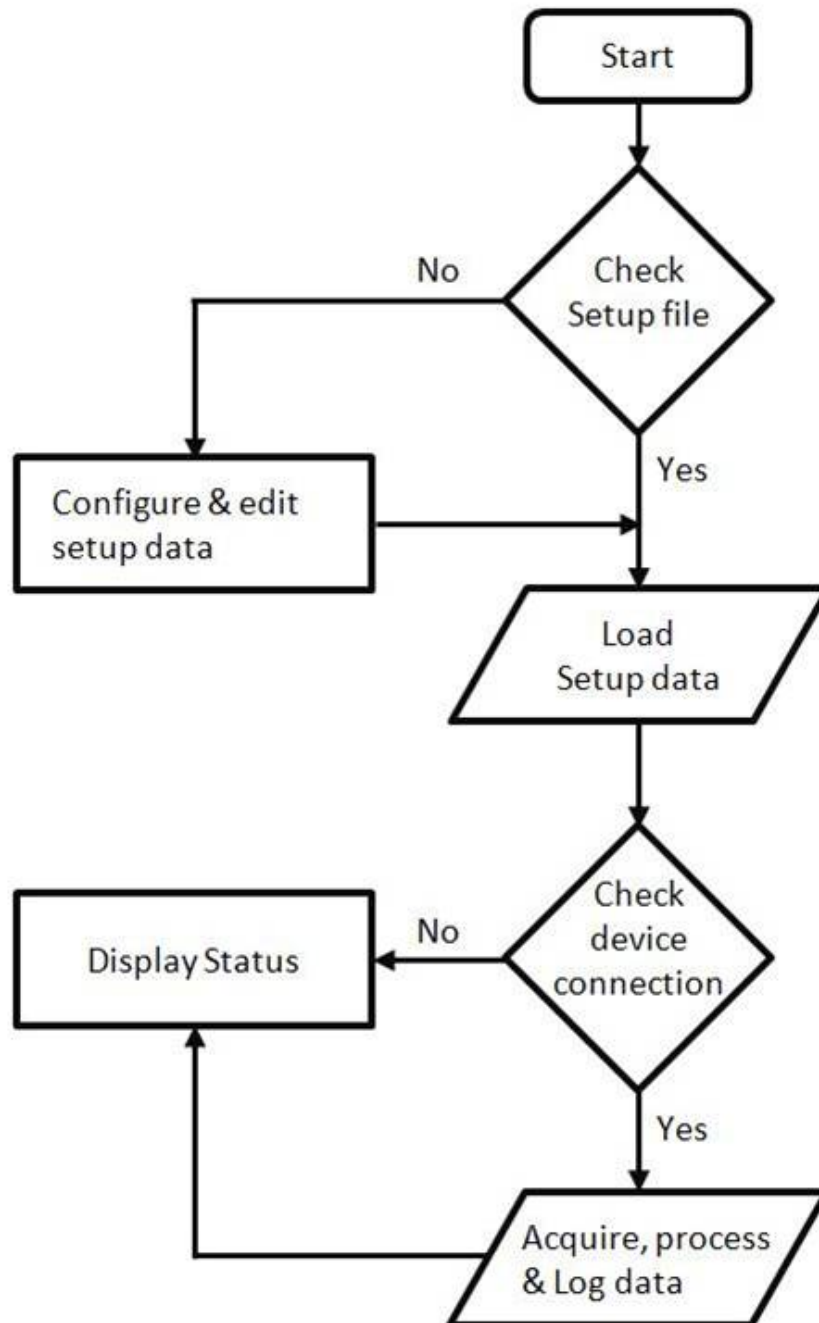 Start
Check
Setup file
No
Yes
Configure & edit
setup data
Load
Setup data
Check
device
connection
No
Display Status
Yes
Acquire, process
& Log data